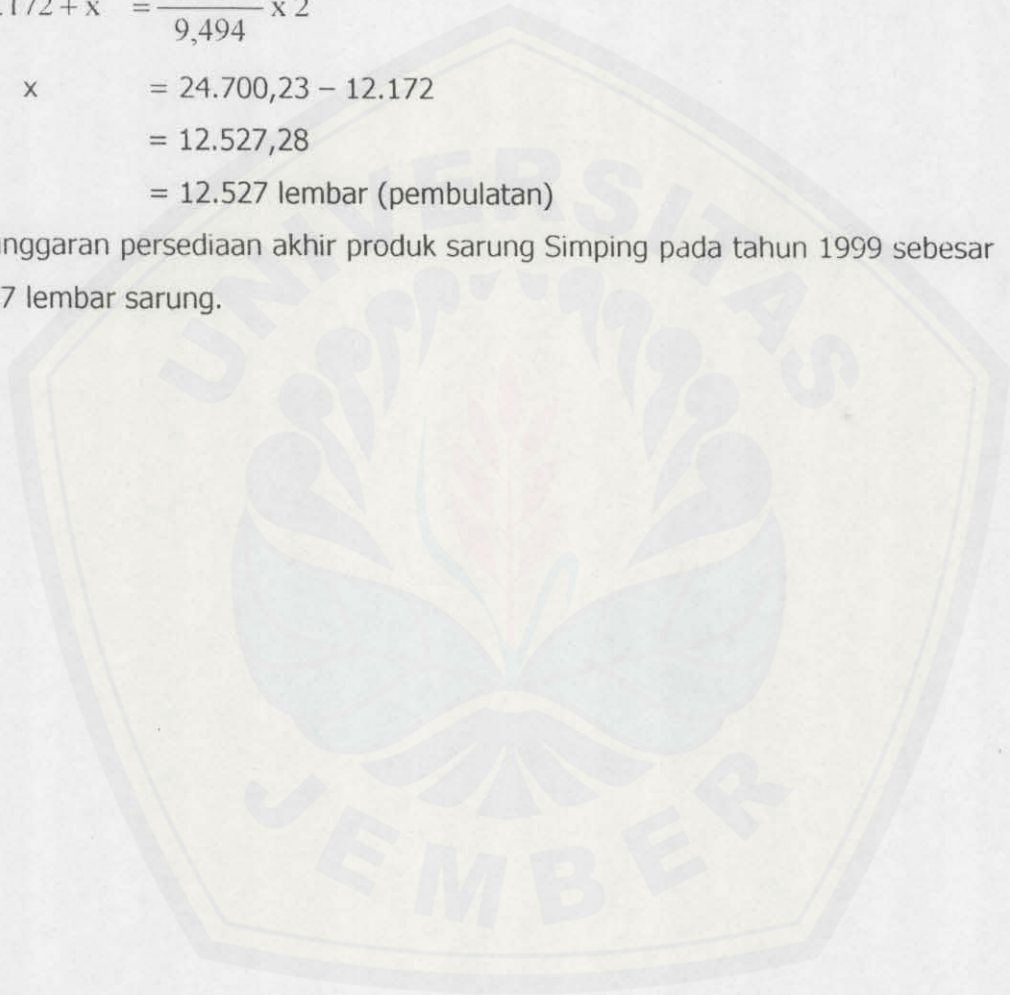 172 + x = ――― x 2
9,494
x = 24.700,23 – 12.172
= 12.527,28
= 12.527 lembar (pembulatan)
nggaran persediaan akhir produk sarung Simping pada tahun 1999 sebesar
7 lembar sarung.
UNIVERSITAS
JEMBER